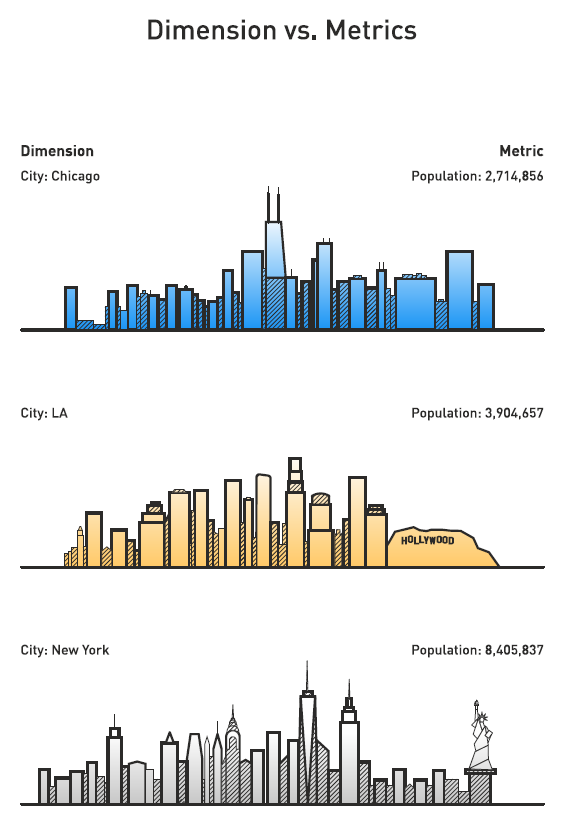 Dimension vs. Metrics
Dimension Metric
City: Chicago Population: 2,714,856
City: LA Population: 3,904,657
HOLLYWOOD
City: New York Population: 8,405,837